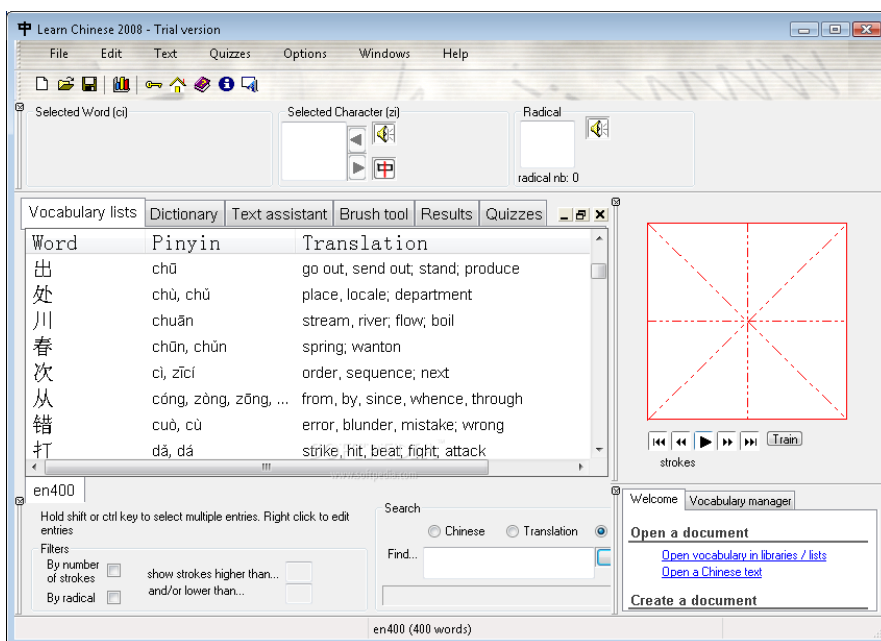 中 Learn Chinese 2008 - Trial version
File Edit Text Quizzes Options Windows Help
Selected Word (ci)
Selected Character (zi)
中
Radical
radical nb: 0
Vocabulary lists Dictionary Text assistant Brush tool Results Quizzes
Word Pinyin Translation
出 chū go out, send out; stand; produce
处 chù, chǔ place, locale; department
川 chuān stream, river; flow; boil
春 chūn, chǔn spring; wanton
次 cì, zīcí order, sequence; next
从 cóng, zòng, zōng, ... from, by, since, whence, through
错 cuò, cù error, blunder, mistake; wrong
打 dǎ, dá strike, hit, beat; fight; attack
www.softpedia.com
en400
Hold shift or ctrl key to select multiple entries. Right click to edit
entries
Filters
By number
of strokes
By radical
show strokes higher than...
and/or lower than...
Search
Chinese Translation
Find...
Train
strokes
Welcome Vocabulary manager
Open a document
Open vocabulary in libraries / lists
Open a Chinese text
Create a document
en400 (400 words)